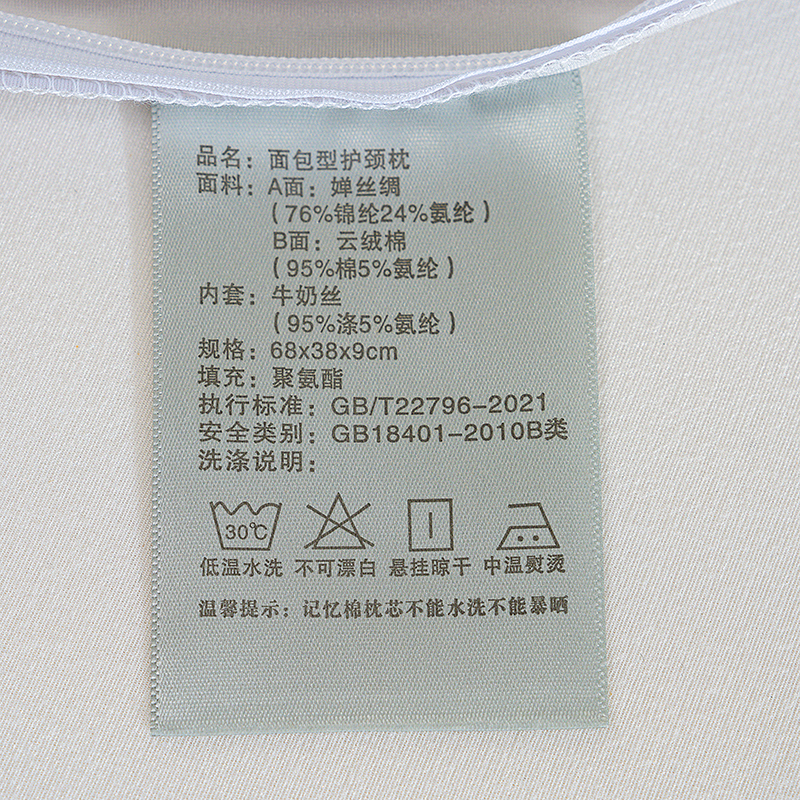 品名：面包型护颈枕
面料：A面：婵丝绸
（76%锦纶24%氨纶）
B面：云绒棉
（95%棉5%氨纶）
内套：牛奶丝
（95%涤5%氨纶）
规格：68x38x9cm
填充：聚氨酯
执行标准：GB/T22796-2021
安全类别：GB18401-2010B类
洗涤说明：
30℃
低温水洗 不可漂白 悬挂晾干 中温熨烫
温馨提示：记忆棉枕芯不能水洗不能暴晒